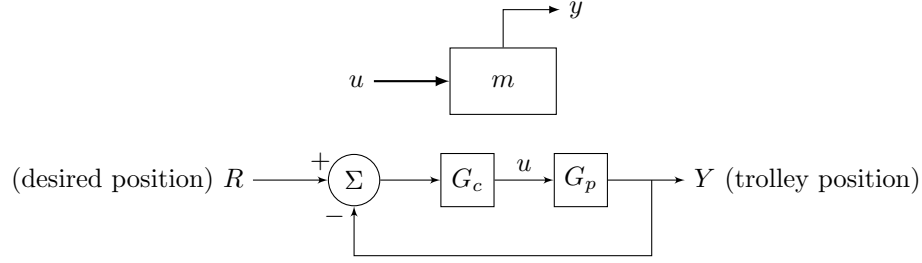 y
u
m
(desired position) R
+
Σ
−
G_c
u
G_p
Y (trolley position)